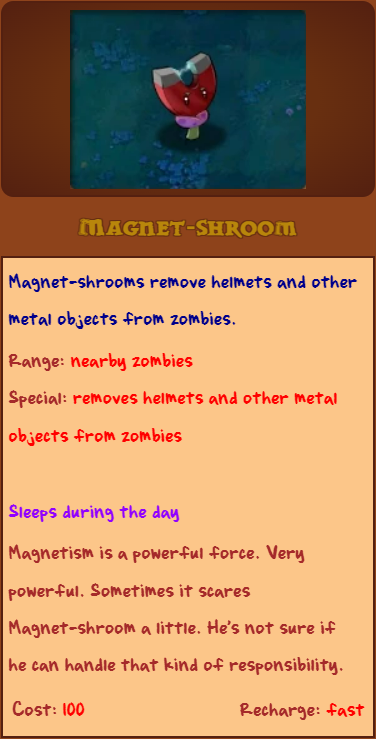 Magnet-shroom
Magnet-shrooms remove helmets and other
metal objects from zombies.
Range: nearby zombies
Special: removes helmets and other metal
objects from zombies
Sleeps during the day
Magnetism is a powerful force. Very
powerful. Sometimes it scares
Magnet-shroom a little. He's not sure if
he can handle that kind of responsibility.
Cost: 100 Recharge: fast